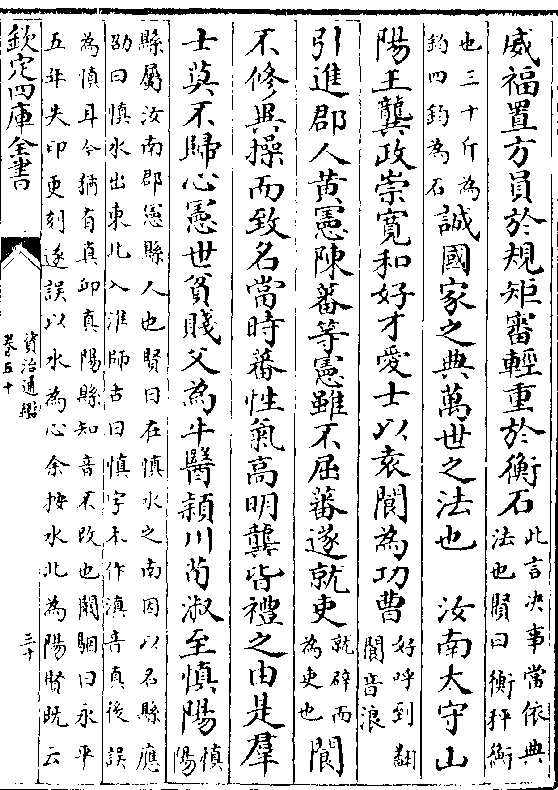 威福置方員於規矩審輕重於衡石
此言决事當依典
法也賢曰衡秤衡
也三十斤為
鈞四鈞為石
誠國家之典萬世之法也　汝南太守山
陽王龔政崇寛和好才愛士以袁閬為功曹
好呼到翻
閬音浪
引進郡人黄憲陳蕃等憲雖不屈蕃遂就吏
就辟而
為吏也
閬
不修異操而致名當時蕃性氣高明龔皆禮之由是羣
士莫不歸心憲世貧賤父為牛醫潁川荀淑至慎陽
慎
陽
縣屬汝南郡憲縣人也賢曰在慎水之南因以名縣應
劭曰慎水出東北入淮師古曰慎字本作滇音真後誤
為慎耳今猶有真邱真陽縣知音不改也闞駰曰永平
五年失印更刻遂誤以水為心余按水北為陽賢既云
欽定四庫全書
資治通鑑
卷五十
三十